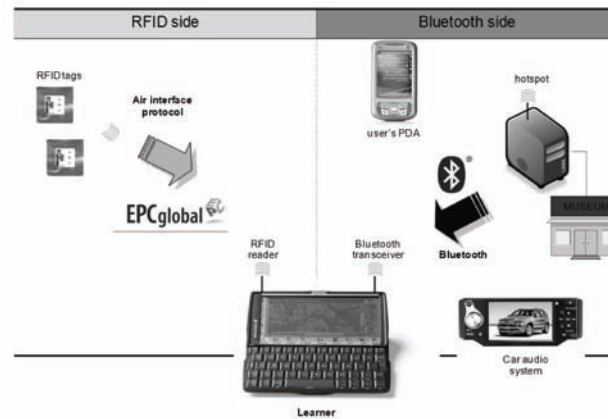 RFID side
Bluetooth side
RFID tags
Air interface
protocol
EPCglobal
user's PDA
hotspot
®
MUSEUM
RFID
reader
Bluetooth
transceiver
Bluetooth
Car audio
system
Learner